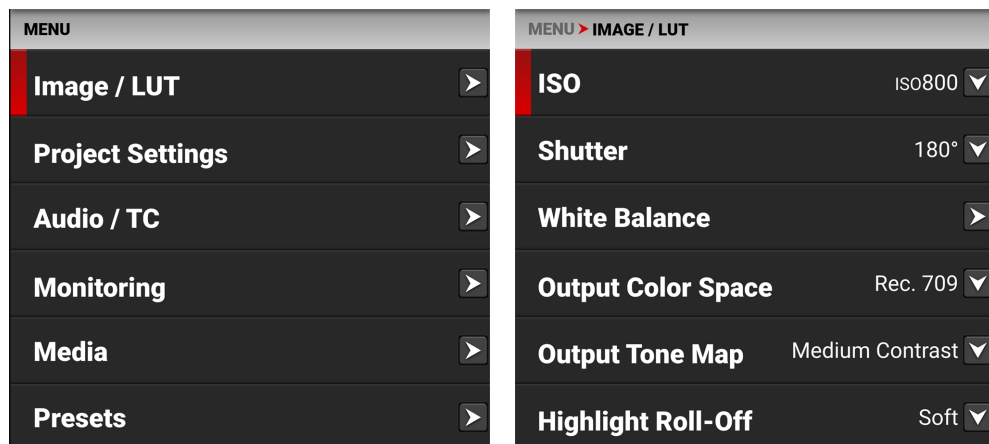 MENU
Image / LUT
Project Settings
Audio / TC
Monitoring
Media
Presets
MENU IMAGE / LUT
ISO ISO800
Shutter 180°
White Balance
Output Color Space Rec. 709
Output Tone Map Medium Contrast
Highlight Roll-Off Soft